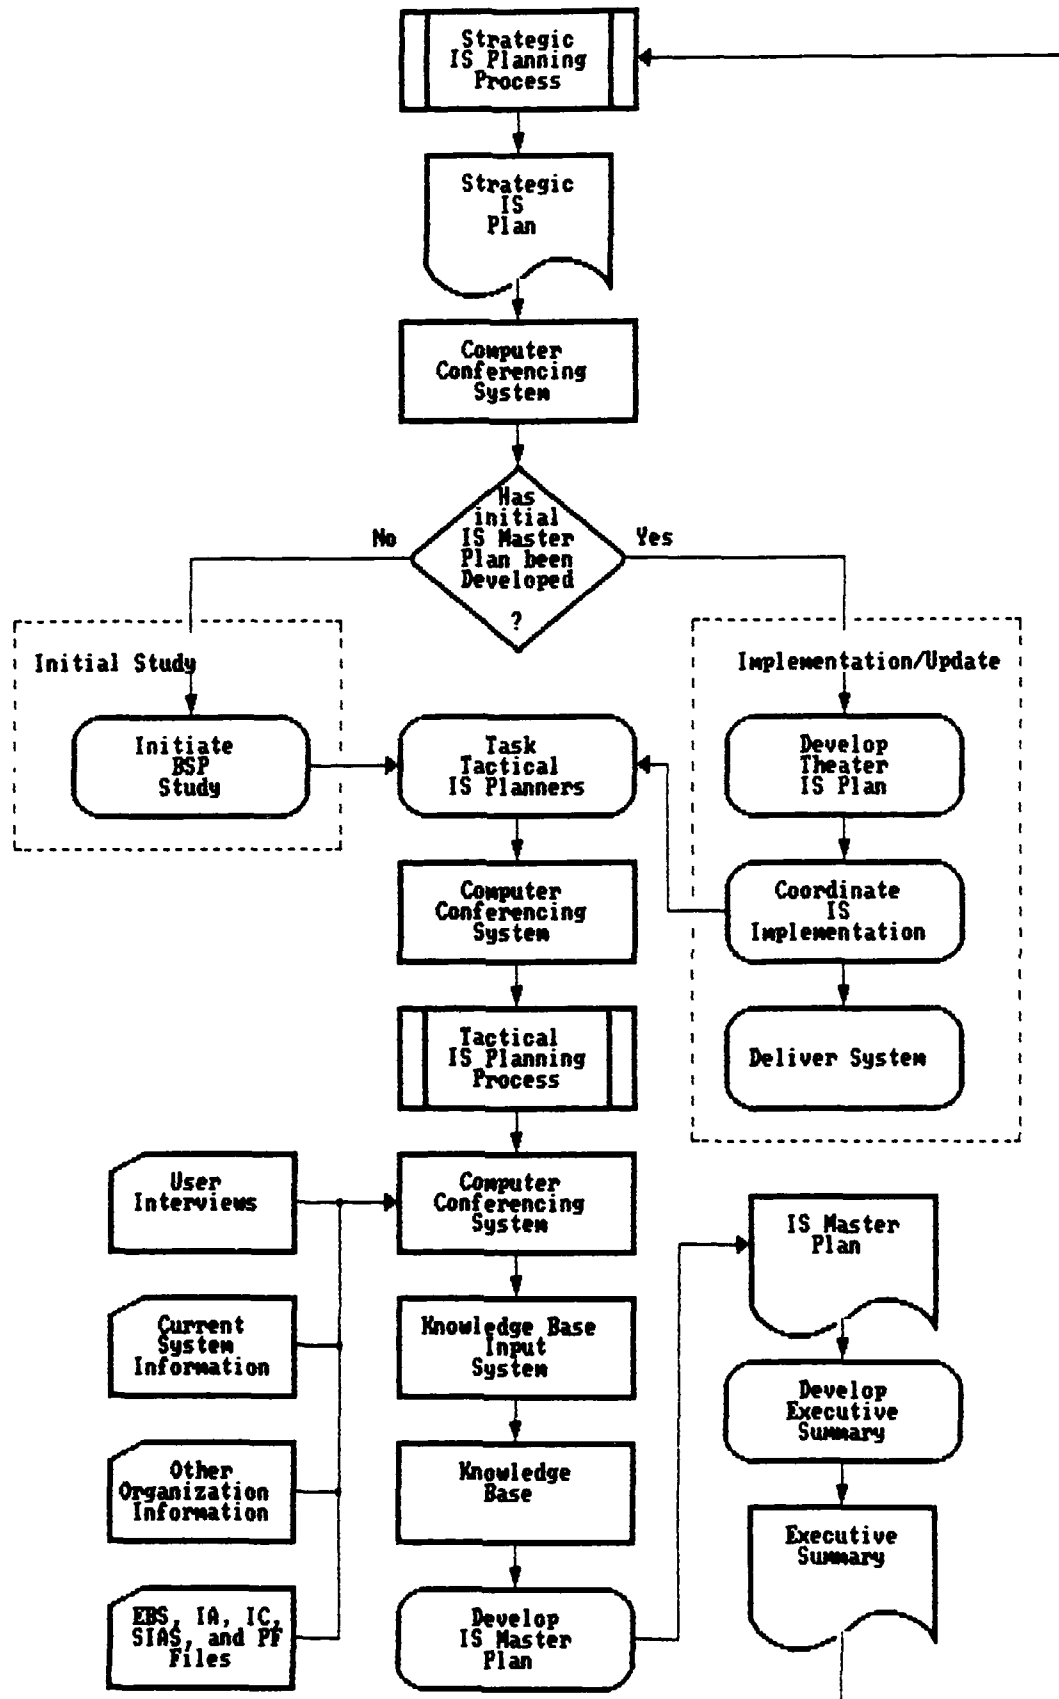 Strategic
IS Planning
Process
Strategic
IS
Plan
Computer
Conferencing
System
Has
initial
IS Master
Plan been
Developed
?
No
Yes
Initial Study
Implementation/Update
Initiate
BSP
Study
Task
Tactical
IS Planners
Develop
Theater
IS Plan
Computer
Conferencing
System
Coordinate
IS
Implementation
Tactical
IS Planning
Process
Deliver System
User
Interviews
Computer
Conferencing
System
IS Master
Plan
Current
System
Information
Knowledge Base
Input
System
Develop
Executive
Summary
Other
Organization
Information
Knowledge
Base
Executive
Summary
EBS, IA, IC,
SIAS, and PF
Files
Develop
IS Master
Plan